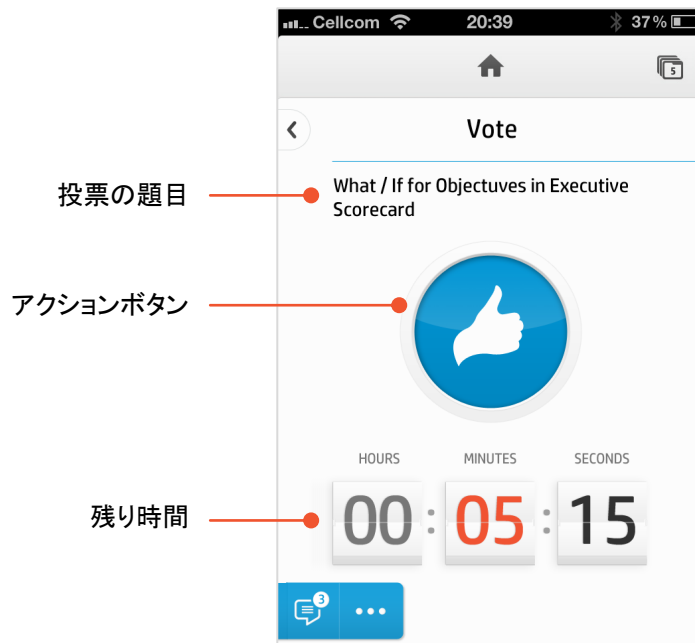 Cellcom 20:39 37%
5
Vote
投票の題目
What / If for Objectuves in Executive
Scorecard
アクションボタン
HOURS MINUTES SECONDS
残り時間
00 : 05 : 15
3